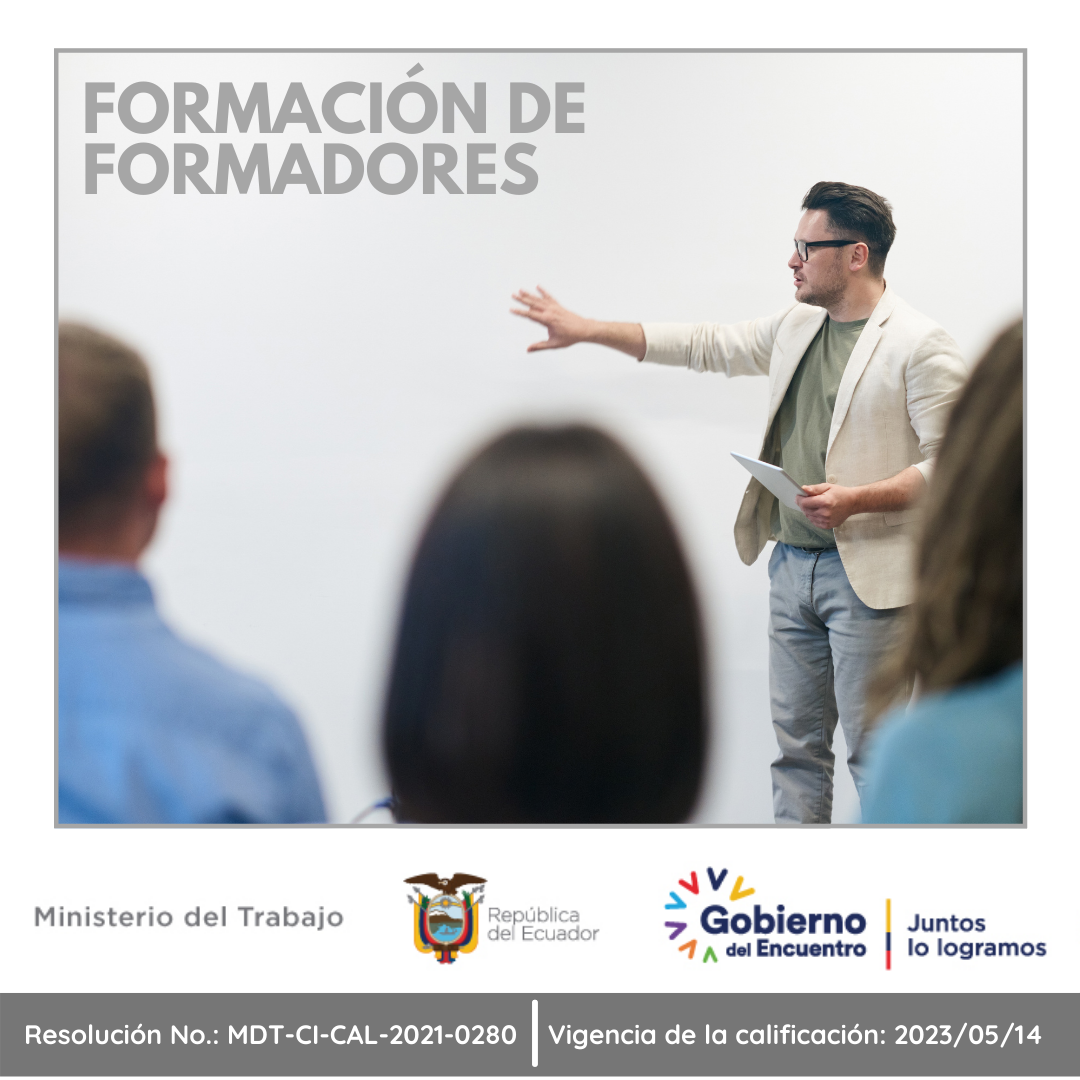 FORMACIÓN DE
FORMADORES
Ministerio del Trabajo
República
del Ecuador
Gobierno
del Encuentro
Juntos
lo logramos
Resolución No.: MDT-CI-CAL-2021-0280
Vigencia de la calificación: 2023/05/14